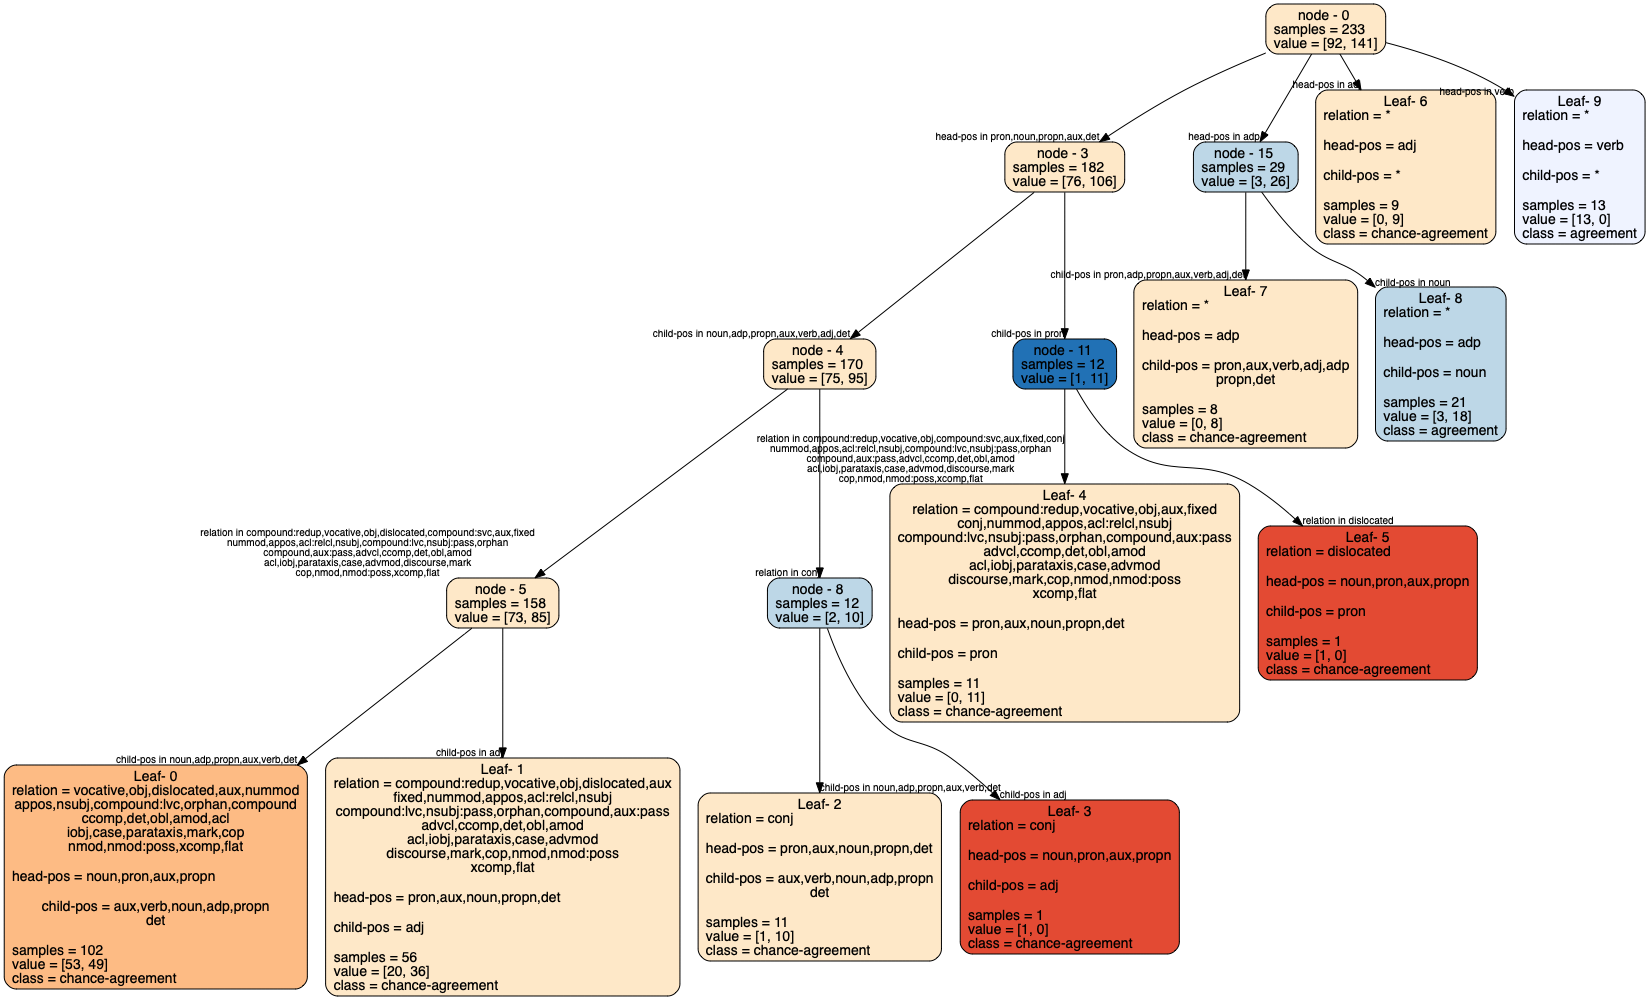 node - 0
samples = 233
value = [92, 141]
head-pos in pron,noun,propn,aux,det
node - 3
samples = 182
value = [76, 106]
head-pos in adp
node - 15
samples = 29
value = [3, 26]
head-pos in
Leaf- 6
relation = *
head-pos = adj
child-pos = *
samples = 9
value = [0, 9]
class = chance-agreement
head-pos in verb
Leaf- 9
relation = *
head-pos = verb
child-pos = *
samples = 13
value = [13, 0]
class = agreement
child-pos in noun,adp,propn,aux,verb,adj,det
node - 4
samples = 170
value = [75, 95]
child-pos in pron
node - 11
samples = 12
value = [1, 11]
child-pos in pron,adp,propn,aux,verb,adj,det
Leaf- 7
relation = *
head-pos = adp
child-pos = pron,aux,verb,adj,adp
propn,det
samples = 8
value = [0, 8]
class = chance-agreement
child-pos in noun
Leaf- 8
relation = *
head-pos = adp
child-pos = noun
samples = 21
value = [3, 18]
class = agreement
relation in compound:redup,vocative,obj,dislocated,compound:svc,aux,fixed
nummod,appos,acl:relcl,nsubj,compound:lvc,nsubj:pass,orphan
compound,aux:pass,advcl,ccomp,det,obl,amod
acl,iobj,parataxis,case,advmod,discourse,mark
cop,nmod,nmod:poss,xcomp,flat
node - 5
samples = 158
value = [73, 85]
relation in conj
node - 8
samples = 12
value = [2, 10]
relation in compound:redup,vocative,obj,compound:svc,aux,fixed,conj
nummod,appos,acl:relcl,nsubj,compound:lvc,nsubj:pass,orphan
compound,aux:pass,advcl,ccomp,det,obl,amod
acl,iobj,parataxis,case,advmod,discourse,mark
cop,nmod,nmod:poss,xcomp,flat
Leaf- 4
relation = compound:redup,vocative,obj,aux,fixed
conj,nummod,appos,acl:relcl,nsubj
compound:lvc,nsubj:pass,orphan,compound,aux:pass
advcl,ccomp,det,obl,amod
acl,iobj,parataxis,case,advmod
discourse,mark,cop,nmod,nmod:poss
xcomp,flat
head-pos = pron,aux,noun,propn,det
child-pos = pron
samples = 11
value = [0, 11]
class = chance-agreement
relation in dislocated
Leaf- 5
relation = dislocated
head-pos = noun,pron,aux,propn
child-pos = pron
samples = 1
value = [1, 0]
class = chance-agreement
child-pos in noun,adp,propn,aux,verb,det
Leaf- 0
relation = vocative,obj,dislocated,aux,nummod
appos,nsubj,compound:lvc,orphan,compound
ccomp,det,obl,amod,acl
iobj,case,parataxis,mark,cop
nmod,nmod:poss,xcomp,flat
head-pos = noun,pron,aux,propn
child-pos = aux,verb,noun,adp,propn
det
samples = 102
value = [53, 49]
class = chance-agreement
child-pos in adj
Leaf- 1
relation = compound:redup,vocative,obj,dislocated,aux
fixed,nummod,appos,acl:relcl,nsubj
compound:lvc,nsubj:pass,orphan,compound,aux:pass
advcl,ccomp,det,obl,amod
acl,iobj,parataxis,case,advmod
discourse,mark,cop,nmod,nmod:poss
xcomp,flat
head-pos = pron,aux,noun,propn,det
child-pos = adj
samples = 56
value = [20, 36]
class = chance-agreement
child-pos in noun,adp,propn,aux,verb,det
Leaf- 2
relation = conj
head-pos = pron,aux,noun,propn,det
child-pos = aux,verb,noun,adp,propn
det
samples = 11
value = [1, 10]
class = chance-agreement
child-pos in adj
Leaf- 3
relation = conj
head-pos = noun,pron,aux,propn
child-pos = adj
samples = 1
value = [1, 0]
class = chance-agreement